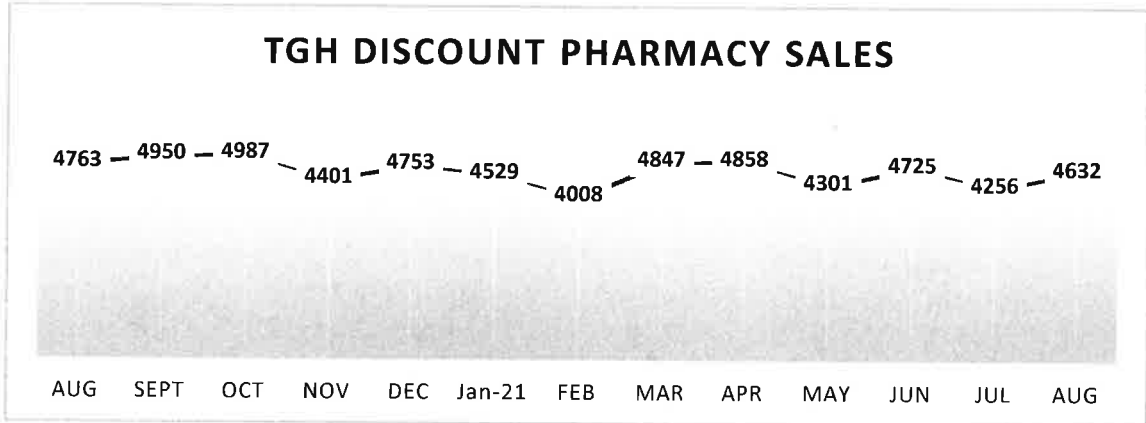 TGH DISCOUNT PHARMACY SALES
4763 4950 4987 4401 4753 4529 4008 4847 4858 4301 4725 4256 4632
AUG SEPT OCT NOV DEC Jan-21 FEB MAR APR MAY JUN JUL AUG